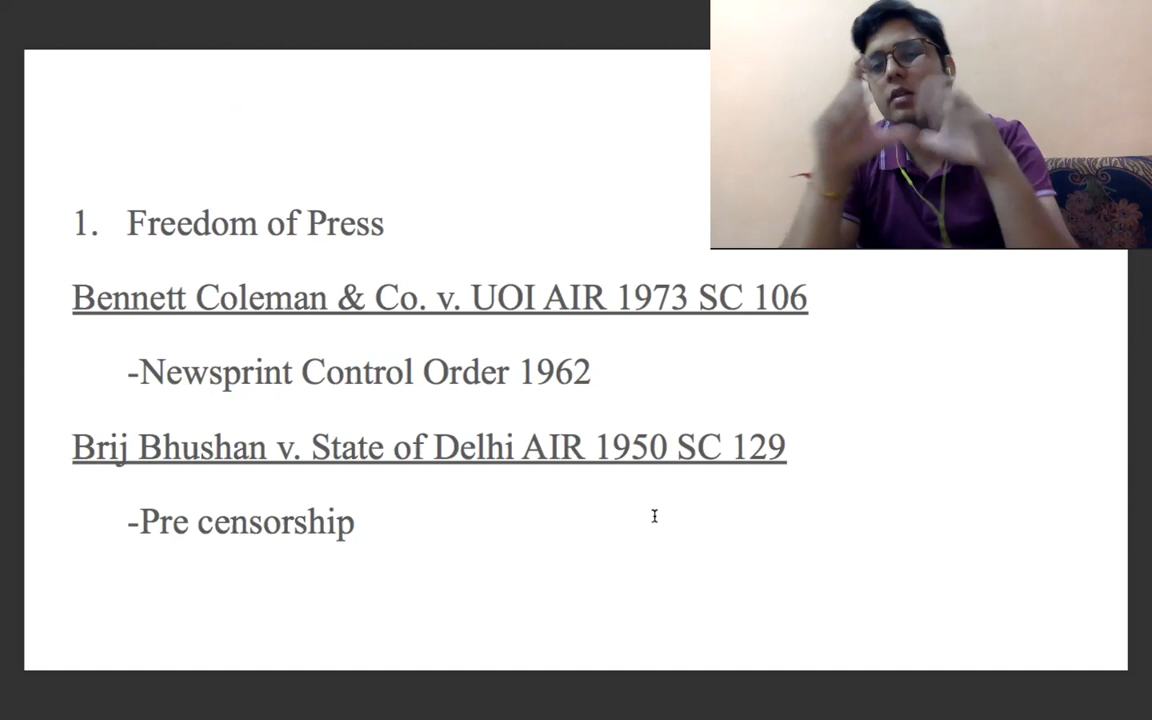 1. Freedom of Press
Bennett Coleman & Co. v. UOI AIR 1973 SC 106
-Newsprint Control Order 1962
Brij Bhushan v. State of Delhi AIR 1950 SC 129
-Pre censorship